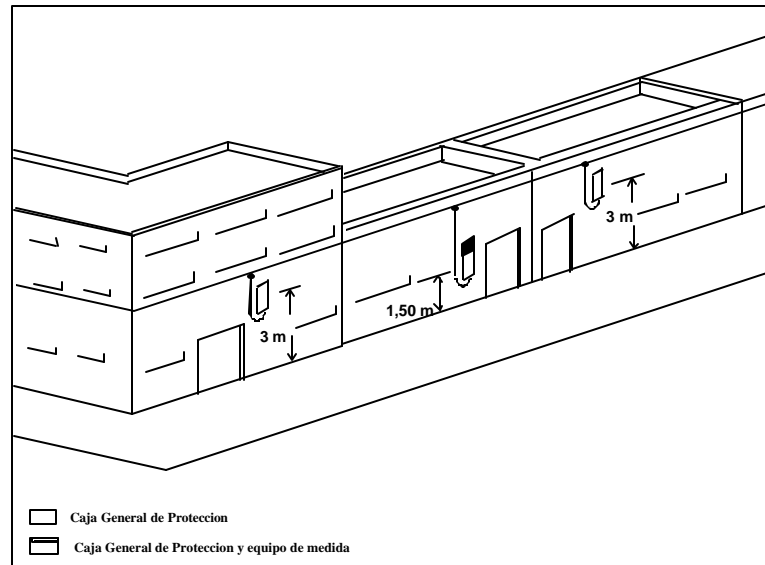 3 m
1,50 m
3 m
Caja General de Proteccion
Caja General de Proteccion y equipo de medida